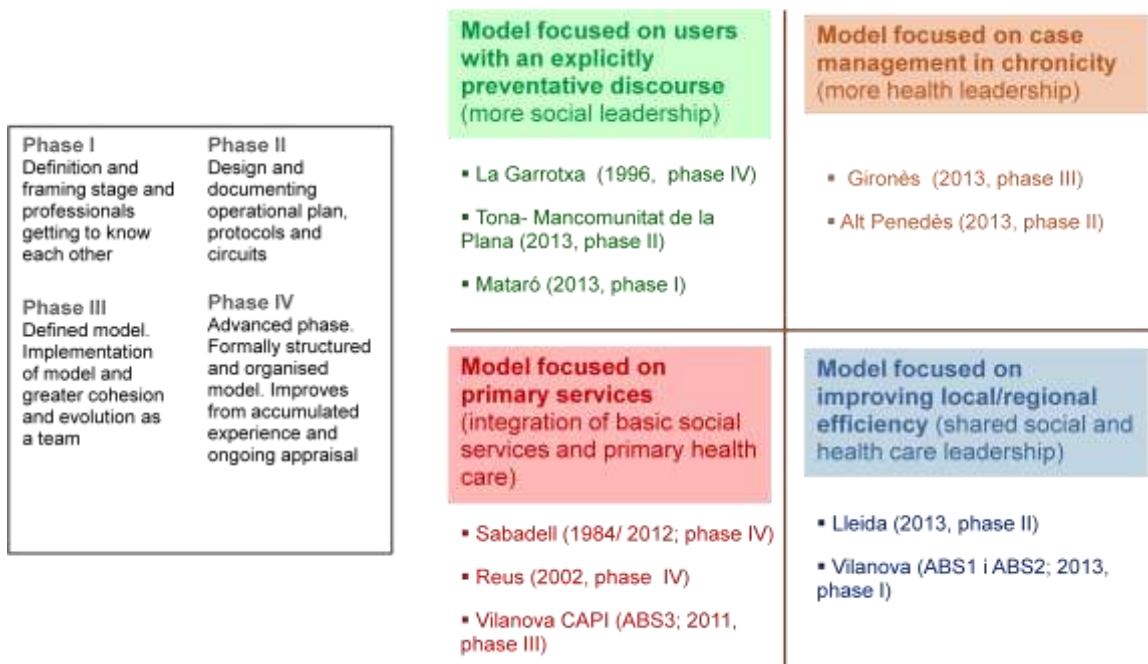 Phase I
Definition and
framing stage and
professionals
getting to know
each other
Phase II
Design and
documenting
operational plan,
protocols and
circuits
Phase III
Defined model.
Implementation
of model and
greater cohesion
and evolution as
a team
Phase IV
Advanced phase.
Formally structured
and organised
model. Improves
from accumulated
experience and
ongoing appraisal
Model focused on users
with an explicitly
preventative discourse
(more social leadership)
▪ La Garrotxa (1996, phase IV)
▪ Tona- Mancomunitat de la
Plana (2013, phase II)
▪ Mataró (2013, phase I)
Model focused on case
management in chronicity
(more health leadership)
▪ Gironès (2013, phase III)
▪ Alt Penedès (2013, phase II)
Model focused on
primary services
(integration of basic social
services and primary health
care)
▪ Sabadell (1984/ 2012; phase IV)
▪ Reus (2002, phase IV)
▪ Vilanova CAPI (ABS3; 2011,
phase III)
Model focused on
improving local/regional
efficiency (shared social and
health care leadership)
▪ Lleida (2013, phase II)
▪ Vilanova (ABS1 i ABS2; 2013,
phase I)